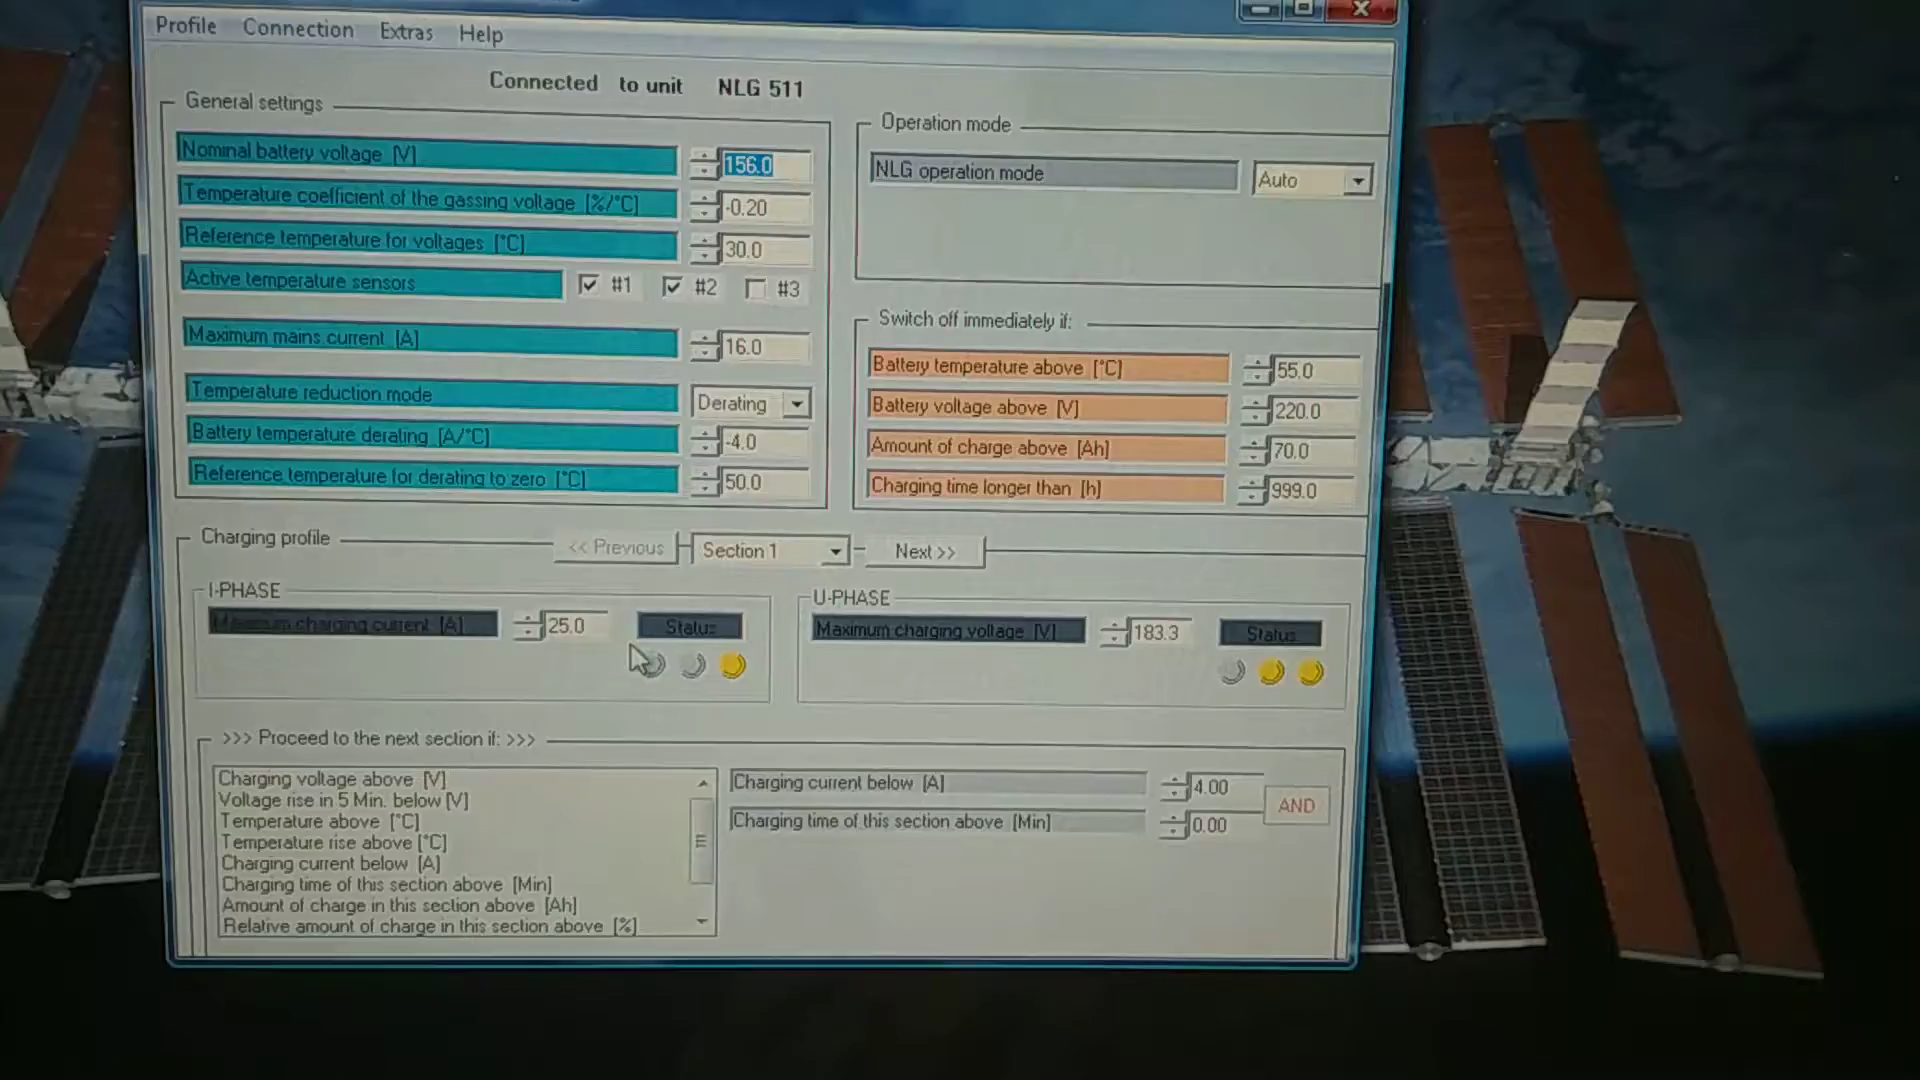 Profile Connection Extras Help
Connected to unit NLG 511
General settings
Nominal battery voltage [V] 156.0
Temperature coefficient of the gassing voltage [%/°C] -0.20
Reference temperature for voltages [°C] 30.0
Active temperature sensors #1 #2 #3
Maximum mains current [A] 16.0
Temperature reduction mode Derating
Battery temperature derating [A/°C] -4.0
Reference temperature for derating to zero [°C] 50.0
Operation mode
NLG operation mode Auto
Switch off immediately if:
Battery temperature above [°C] 55.0
Battery voltage above [V] 220.0
Amount of charge above [Ah] 70.0
Charging time longer than [h] 999.0
Charging profile << Previous Section 1 Next >>
I-PHASE
Maximum charging current [A] 25.0 Status
U-PHASE
Maximum charging voltage [V] 183.3 Status
>>> Proceed to the next section if: >>>
Charging voltage above [V]
Voltage rise in 5 Min. below [V]
Temperature above [°C]
Temperature rise above [°C]
Charging current below [A]
Charging time of this section above [Min]
Amount of charge in this section above [Ah]
Relative amount of charge in this section above [%]
Charging current below [A] 4.00
Charging time of this section above [Min] 0.00
AND